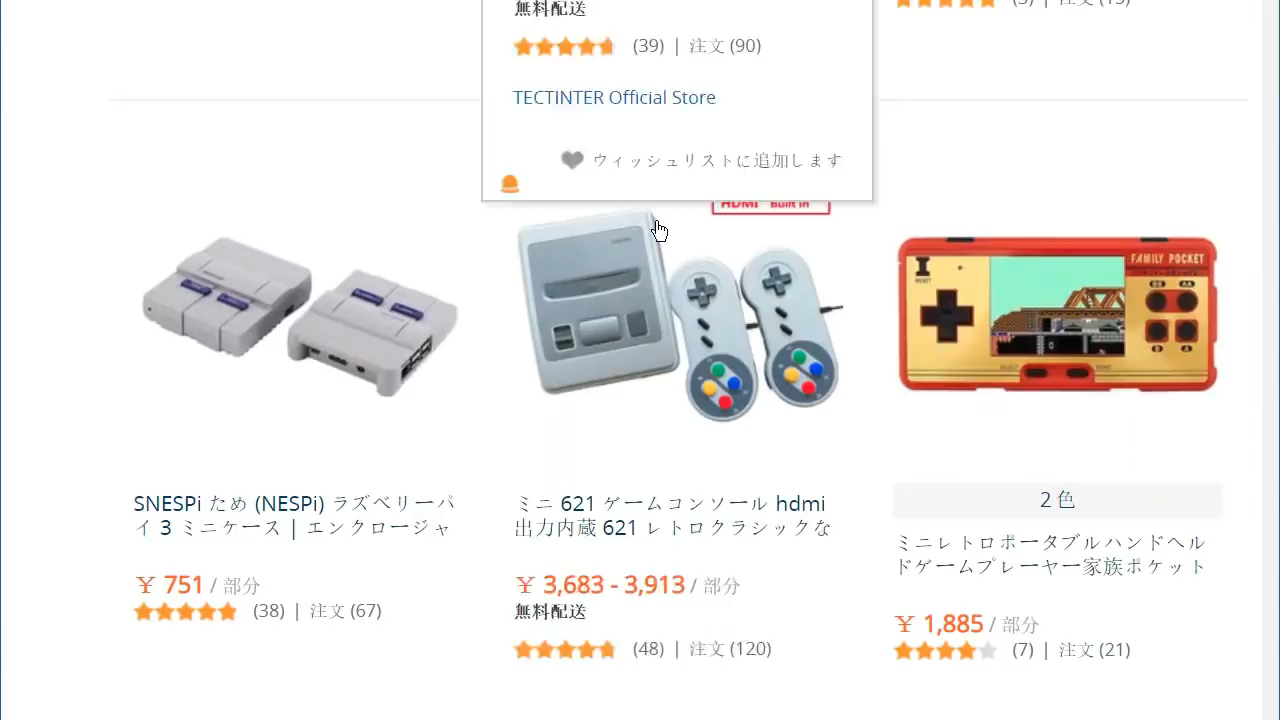 無料配送
(39) | 注文 (90)
TECTINTER Official Store
ウィッシュリストに追加します
HDMI Built in
FAMILY POCKET
SNESPi ため (NESPi) ラズベリーパ
イ 3 ミニケース | エンクロージャ
¥ 751 / 部分
(38) | 注文 (67)
ミニ 621 ゲームコンソール hdmi
出力内蔵 621 レトロクラシックな
¥ 3,683 - 3,913 / 部分
無料配送
(48) | 注文 (120)
2 色
ミニレトロポータブルハンドヘル
ドゲームプレーヤー家族ポケット
¥ 1,885 / 部分
(7) | 注文 (21)